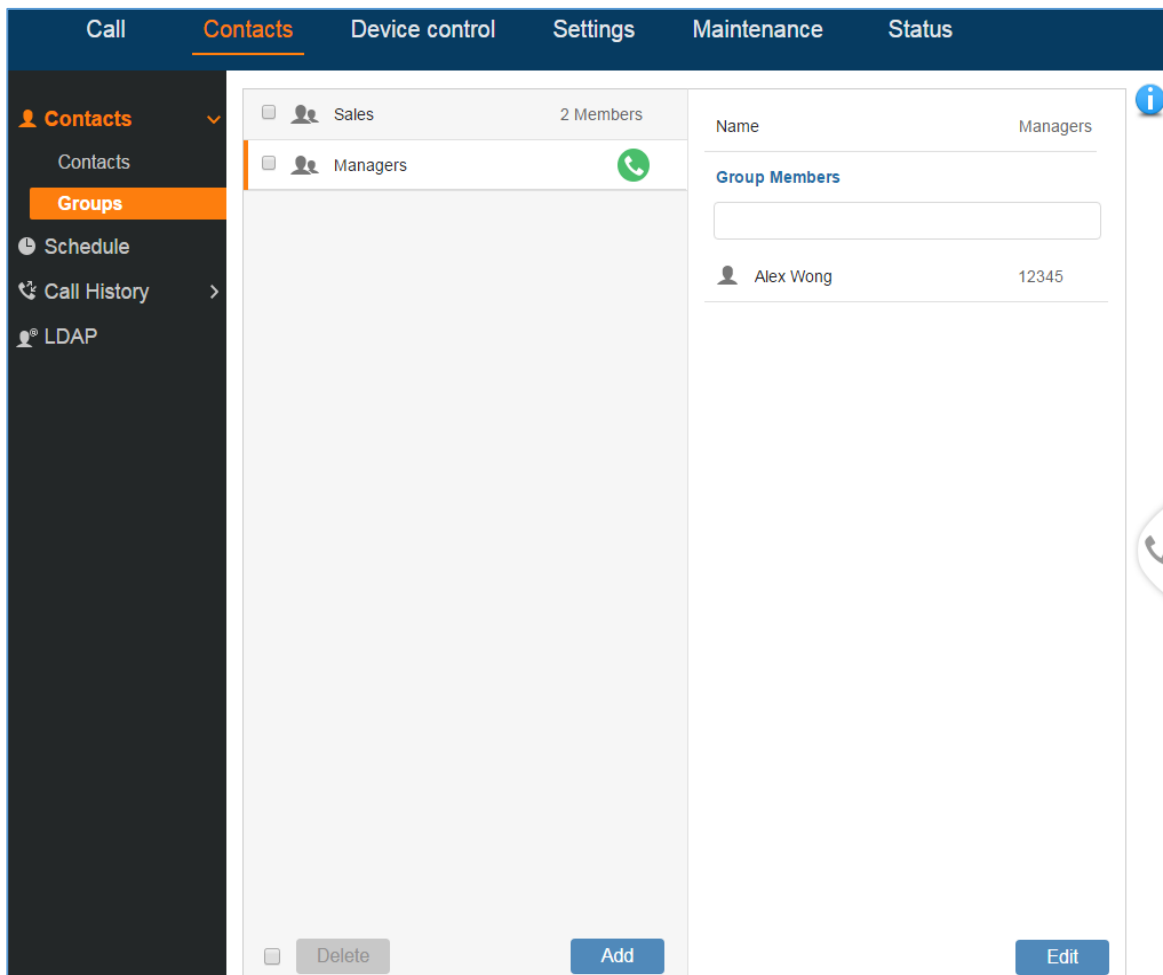 Call Contacts Device control Settings Maintenance Status
Contacts
Contacts
Groups
Schedule
Call History
LDAP
Sales 2 Members
Managers
Name Managers
Group Members
Alex Wong 12345
Delete Add
Edit